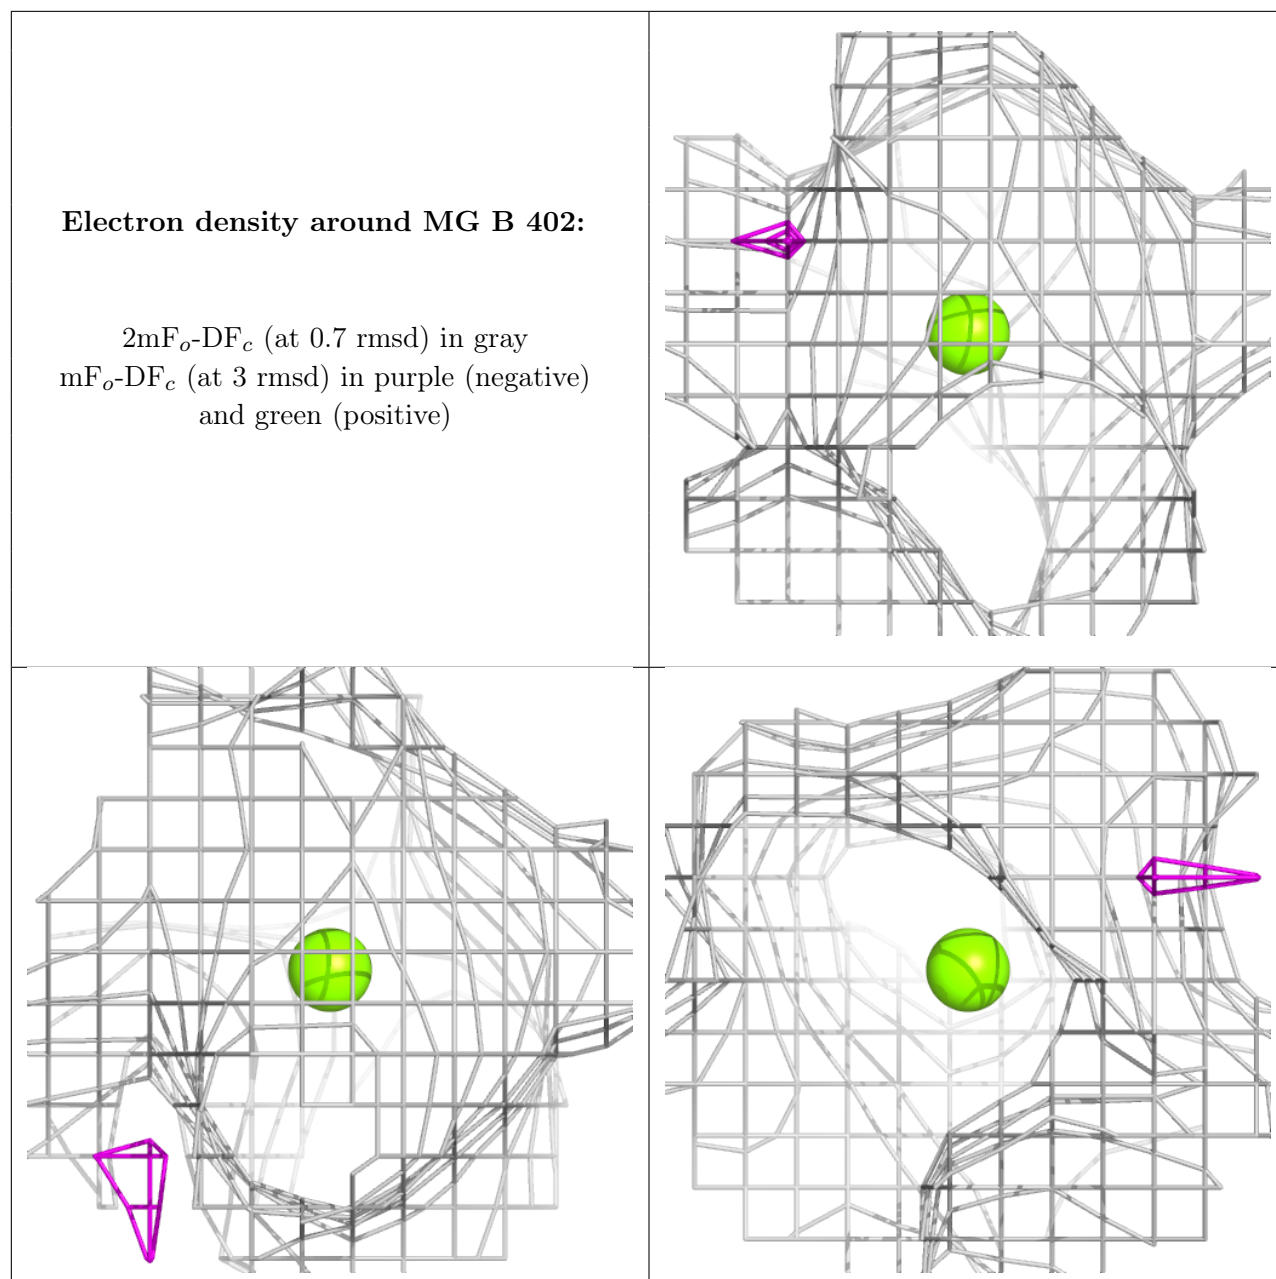 Electron density around MG B 402:
2mFo-DFc (at 0.7 rmsd) in gray
mFo-DFc (at 3 rmsd) in purple (negative)
and green (positive)